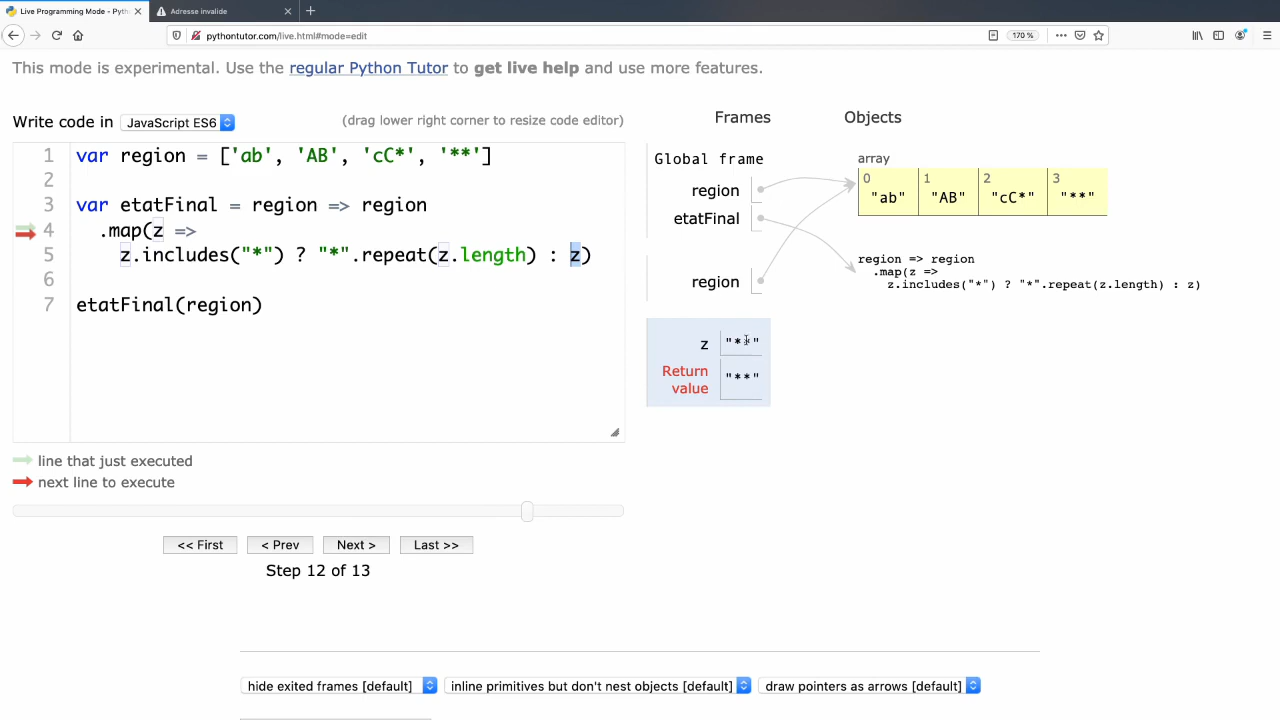 Live Programming Mode - Pyth
Adresse invalide
pythontutor.com/live.html#mode=edit
170 %
This mode is experimental. Use the regular Python Tutor to get live help and use more features.
Write code in JavaScript ES6
(drag lower right corner to resize code editor)
1 var region = ['ab', 'AB', 'cC*', '**']
2
3 var etatFinal = region => region
4 .map(z =>
5 z.includes("*") ? "*".repeat(z.length) : z)
6
7 etatFinal(region)
line that just executed
next line to execute
<< First
< Prev
Next >
Last >>
Step 12 of 13
Frames
Objects
Global frame
region
etatFinal
region
z "**"
Return value "**"
array
0 1 2 3
"ab" "AB" "cC*" "**"
region => region
.map(z =>
z.includes("*") ? "*".repeat(z.length) : z)
hide exited frames [default]
inline primitives but don't nest objects [default]
draw pointers as arrows [default]